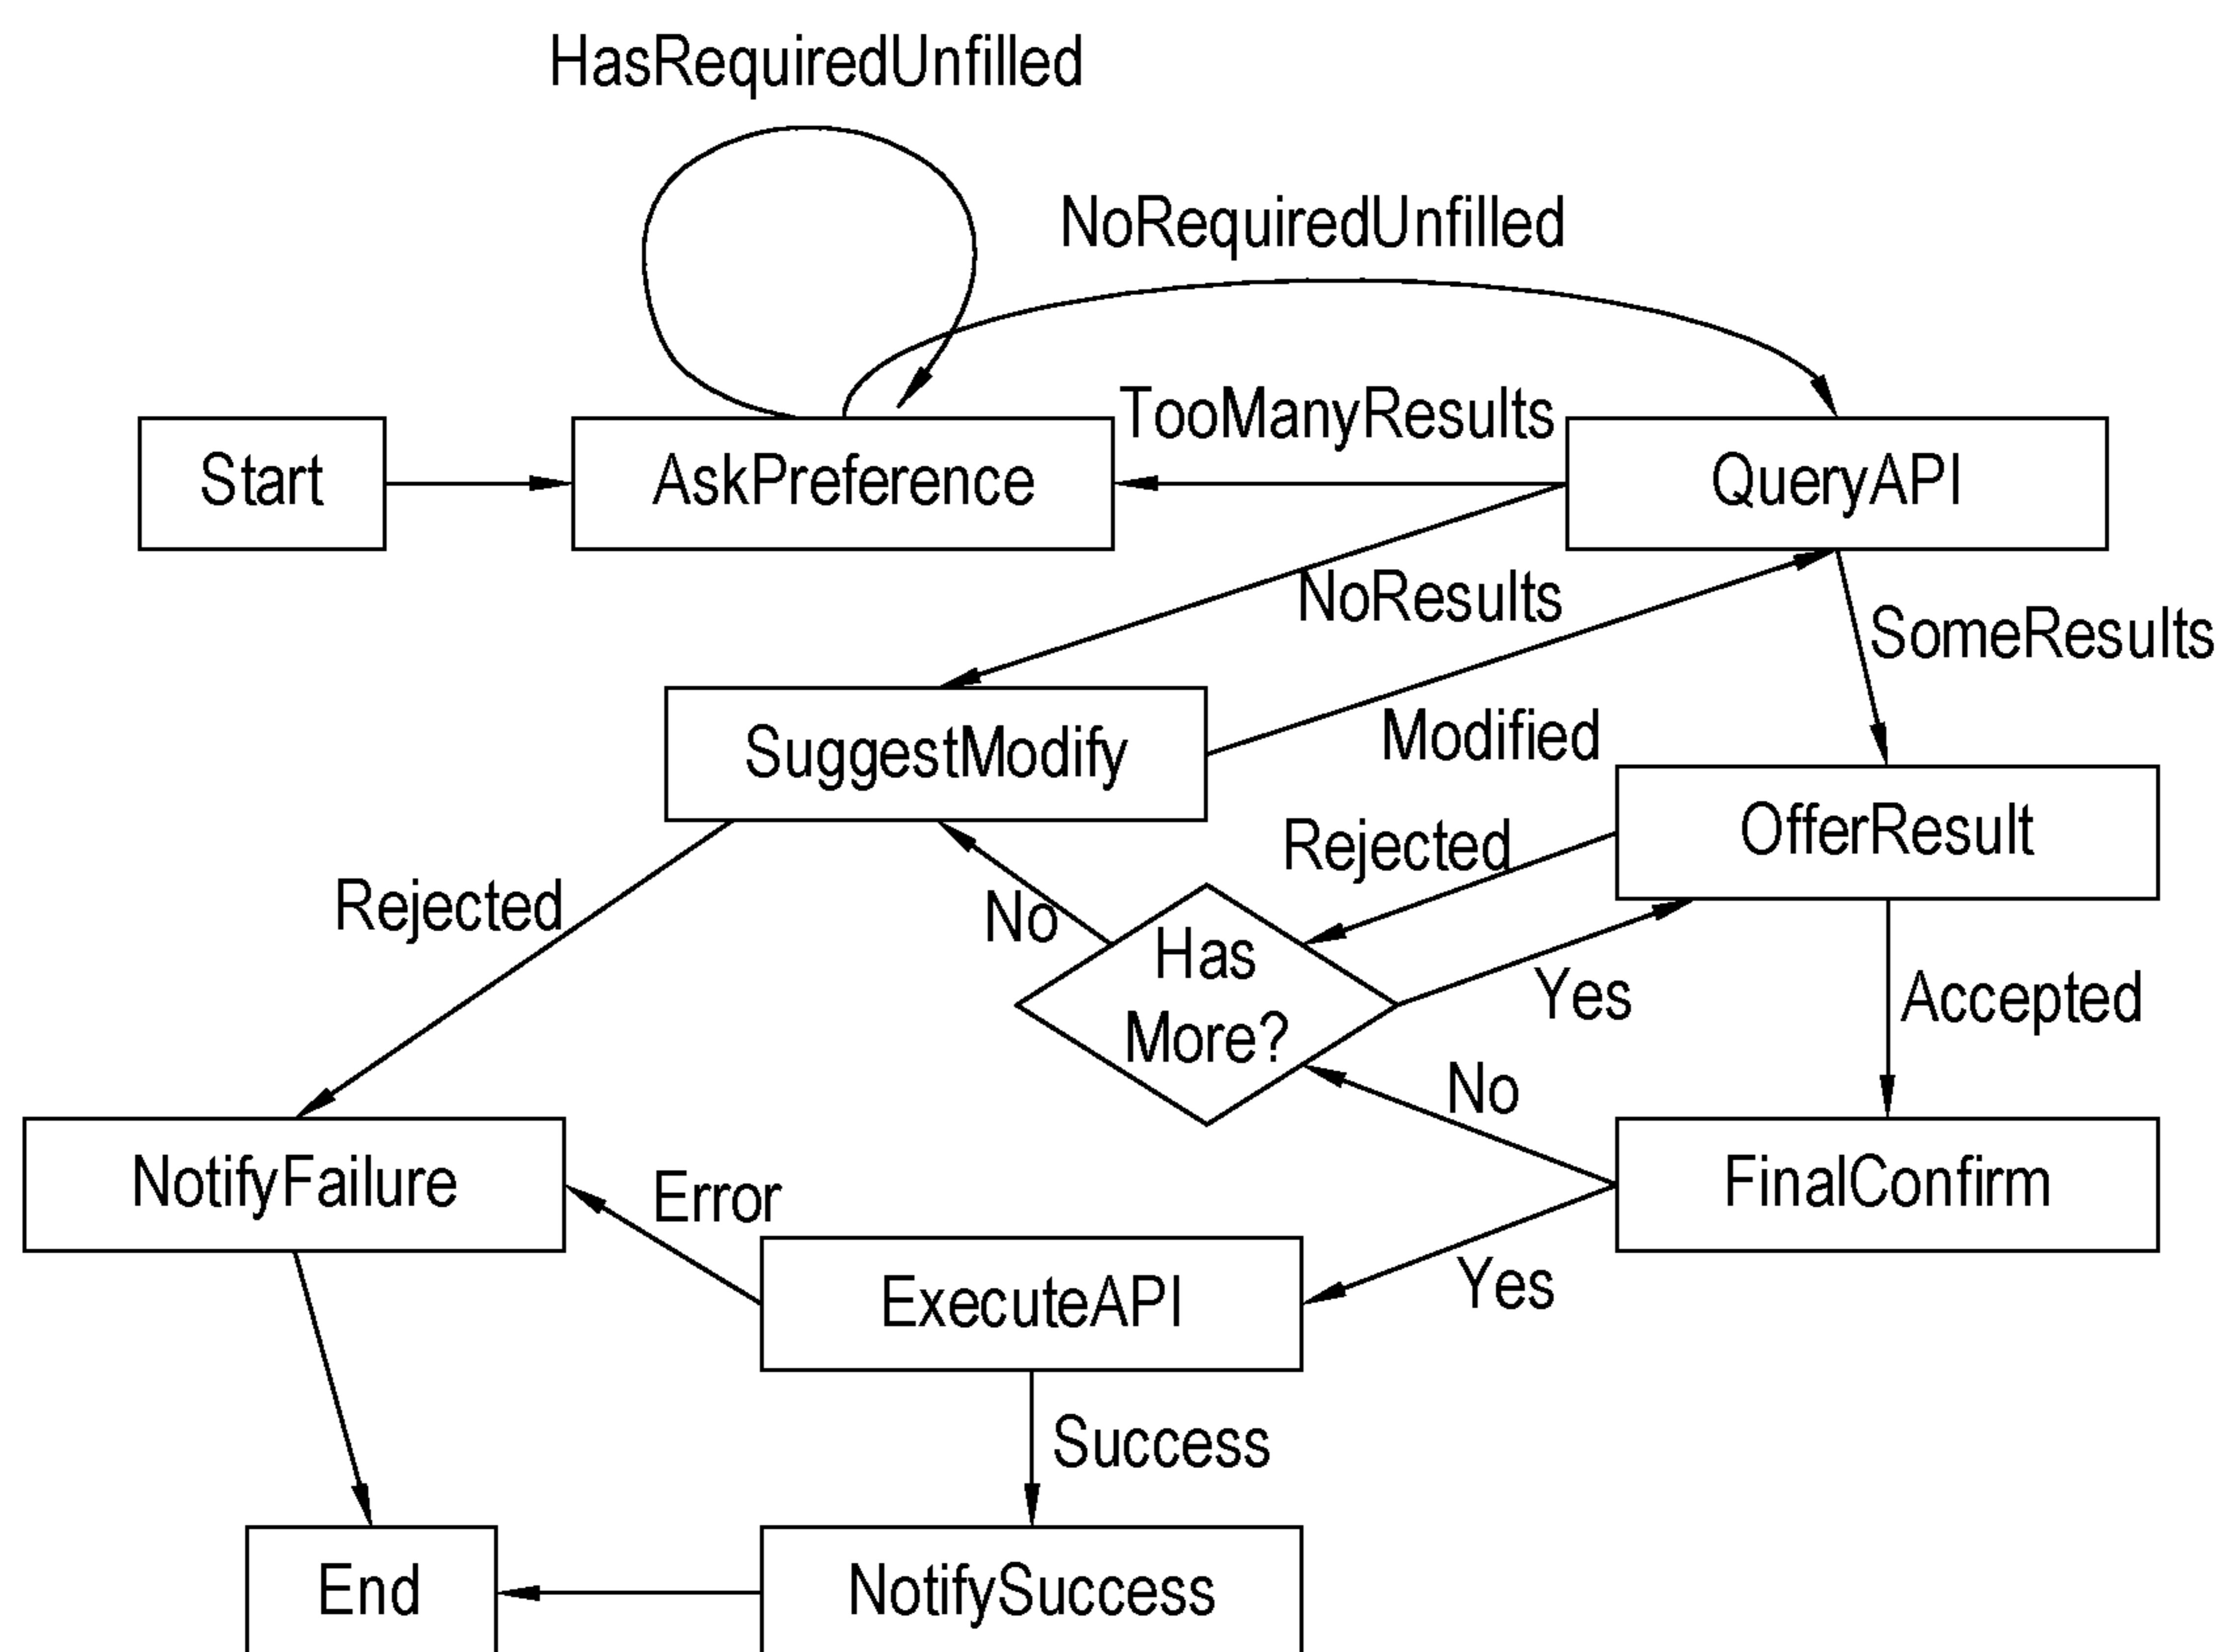 HasRequiredUnfilled
NoRequiredUnfilled
TooManyResults
Start
AskPreference
QueryAPI
NoResults
SomeResults
SuggestModify
Modified
OfferResult
Rejected
Rejected
No
Has
More?
Yes
Accepted
No
NotifyFailure
Error
FinalConfirm
ExecuteAPI
Yes
Success
End
NotifySuccess